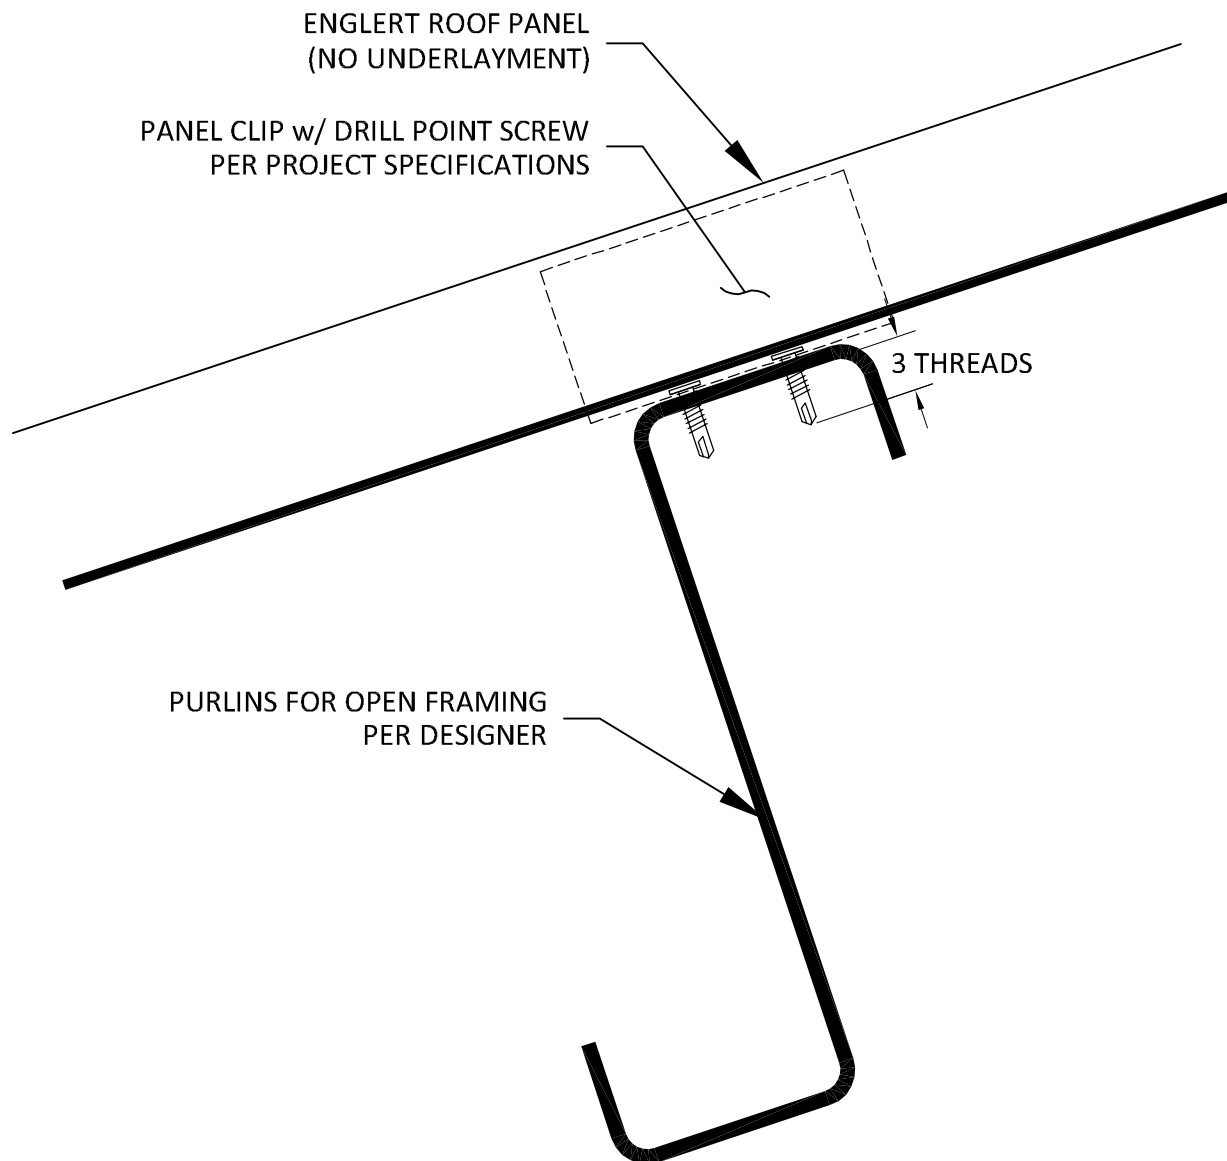 ENGLERT ROOF PANEL
(NO UNDERLAYMENT)
PANEL CLIP w/ DRILL POINT SCREW
PER PROJECT SPECIFICATIONS
3 THREADS
PURLINS FOR OPEN FRAMING
PER DESIGNER